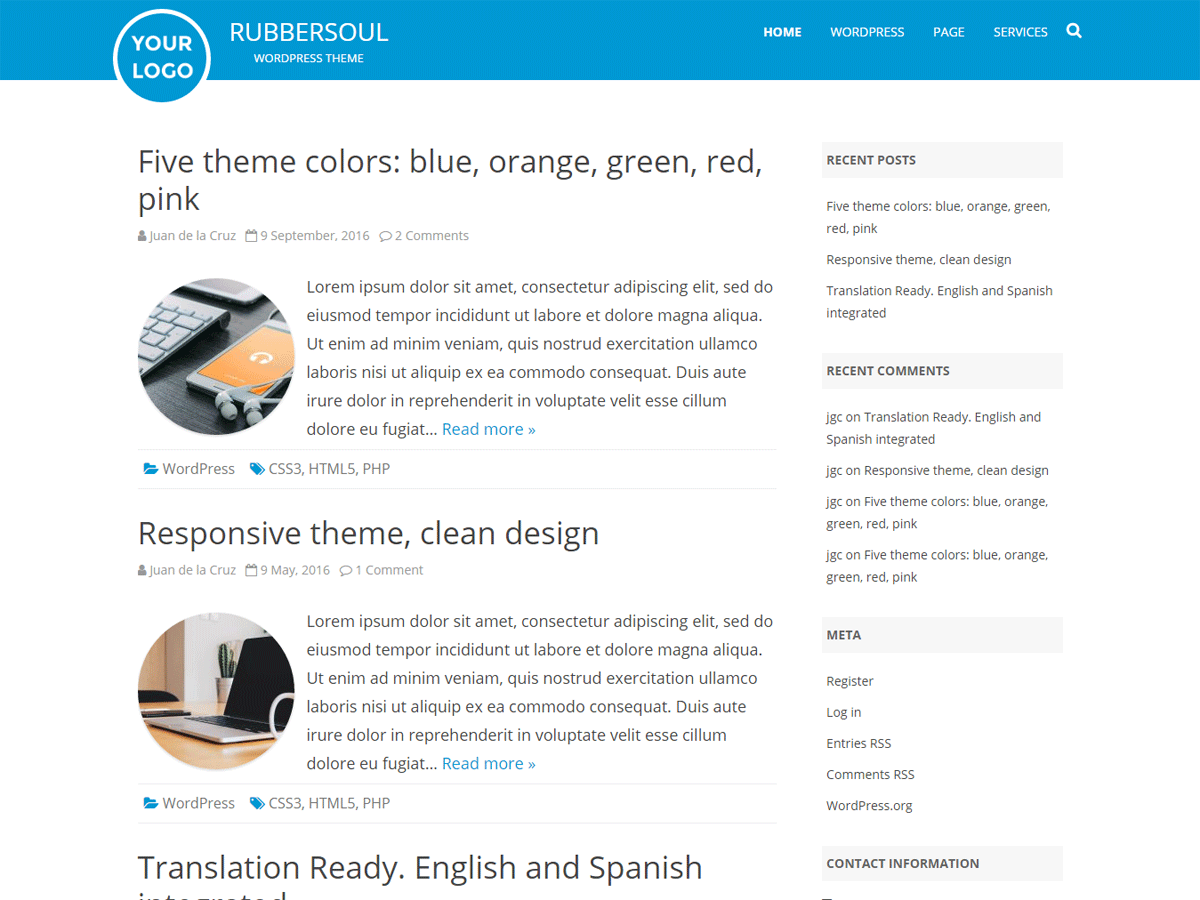 YOUR
LOGO
RUBBERSOUL
WORDPRESS THEME
HOME WORDPRESS PAGE SERVICES
Five theme colors: blue, orange, green, red,
pink
Juan de la Cruz 9 September, 2016 2 Comments
Lorem ipsum dolor sit amet, consectetur adipiscing elit, sed do
eiusmod tempor incididunt ut labore et dolore magna aliqua.
Ut enim ad minim veniam, quis nostrud exercitation ullamco
laboris nisi ut aliquip ex ea commodo consequat. Duis aute
irure dolor in reprehenderit in voluptate velit esse cillum
dolore eu fugiat... Read more »
WordPress CSS3, HTML5, PHP
Responsive theme, clean design
Juan de la Cruz 9 May, 2016 1 Comment
Lorem ipsum dolor sit amet, consectetur adipiscing elit, sed do
eiusmod tempor incididunt ut labore et dolore magna aliqua.
Ut enim ad minim veniam, quis nostrud exercitation ullamco
laboris nisi ut aliquip ex ea commodo consequat. Duis aute
irure dolor in reprehenderit in voluptate velit esse cillum
dolore eu fugiat... Read more »
WordPress CSS3, HTML5, PHP
Translation Ready. English and Spanish
integrated
RECENT POSTS
Five theme colors: blue, orange, green,
red, pink
Responsive theme, clean design
Translation Ready. English and Spanish
integrated
RECENT COMMENTS
jgc on Translation Ready. English and
Spanish integrated
jgc on Responsive theme, clean design
jgc on Five theme colors: blue, orange,
green, red, pink
jgc on Five theme colors: blue, orange,
green, red, pink
META
Register
Log in
Entries RSS
Comments RSS
WordPress.org
CONTACT INFORMATION